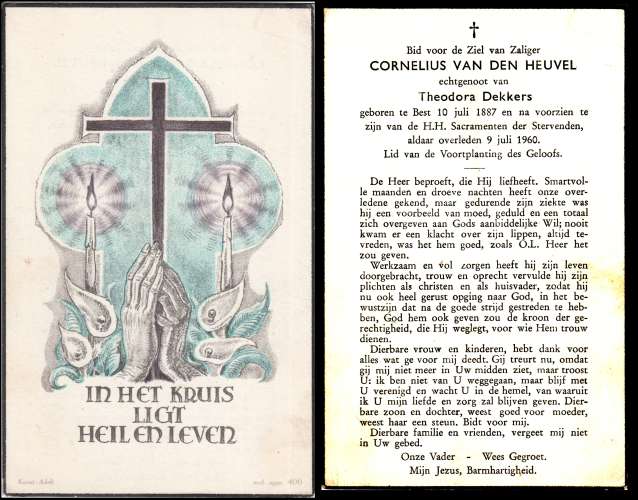 IN HET KRUIS
LIGT
HEIL EN LEVEN
400
Bid voor de Ziel van Zaliger
CORNELIUS VAN DEN HEUVEL
echtgenoot van
Theodora Dekkers
geboren te Best 10 juli 1887 en na voorzien te
zijn van de H.H. Sacramenten der Stervenden,
aldaar overleden 9 juli 1960.
Lid van de Voortplanting des Geloofs.
De Heer beproeft, die Hij liefheeft. Smartvol-
le maanden en droeve nachten heeft onze over-
ledene gekend, maar gedurende zijn ziekte was
hij een voorbeeld van moed, geduld en een totaal
zich overgeven aan Gods aanbiddelijke Wil; nooit
kwam er een klacht over zijn lippen, altijd te-
vreden, was het hem goed, zoals O.L. Heer het
zou geven.
Werkzaam en vol zorgen heeft hij zijn leven
doorgebracht, trouw en oprecht vervulde hij zijn
plichten als christen en als huisvader, zodat hij
nu ook heel gerust opging naar God, in het be-
wustzijn dat na de goede strijd gestreden te heb-
ben, God hem ook geven zou de kroon der ge-
rechtigheid, die Hij weglegt, voor wie Hem trouw
dienen.
Dierbare vrouw en kinderen, hebt dank voor
alles wat ge voor mij deedt. Gij treurt nu, omdat
gij mij niet meer in Uw midden ziet, maar troost
U: ik ben niet van U weggegaan, maar blijf met
U verenigd en wacht U in de hemel, van waaruit
ik U mijn liefde en zorg zal blijven geven. Dier-
bare zoon en dochter, weest goed voor moeder,
weest haar een steun. Bidt voor mij.
Dierbare familie en vrienden, vergeet mij niet
in Uw gebed.
Onze Vader - Wees Gegroet.
Mijn Jezus, Barmhartigheid.